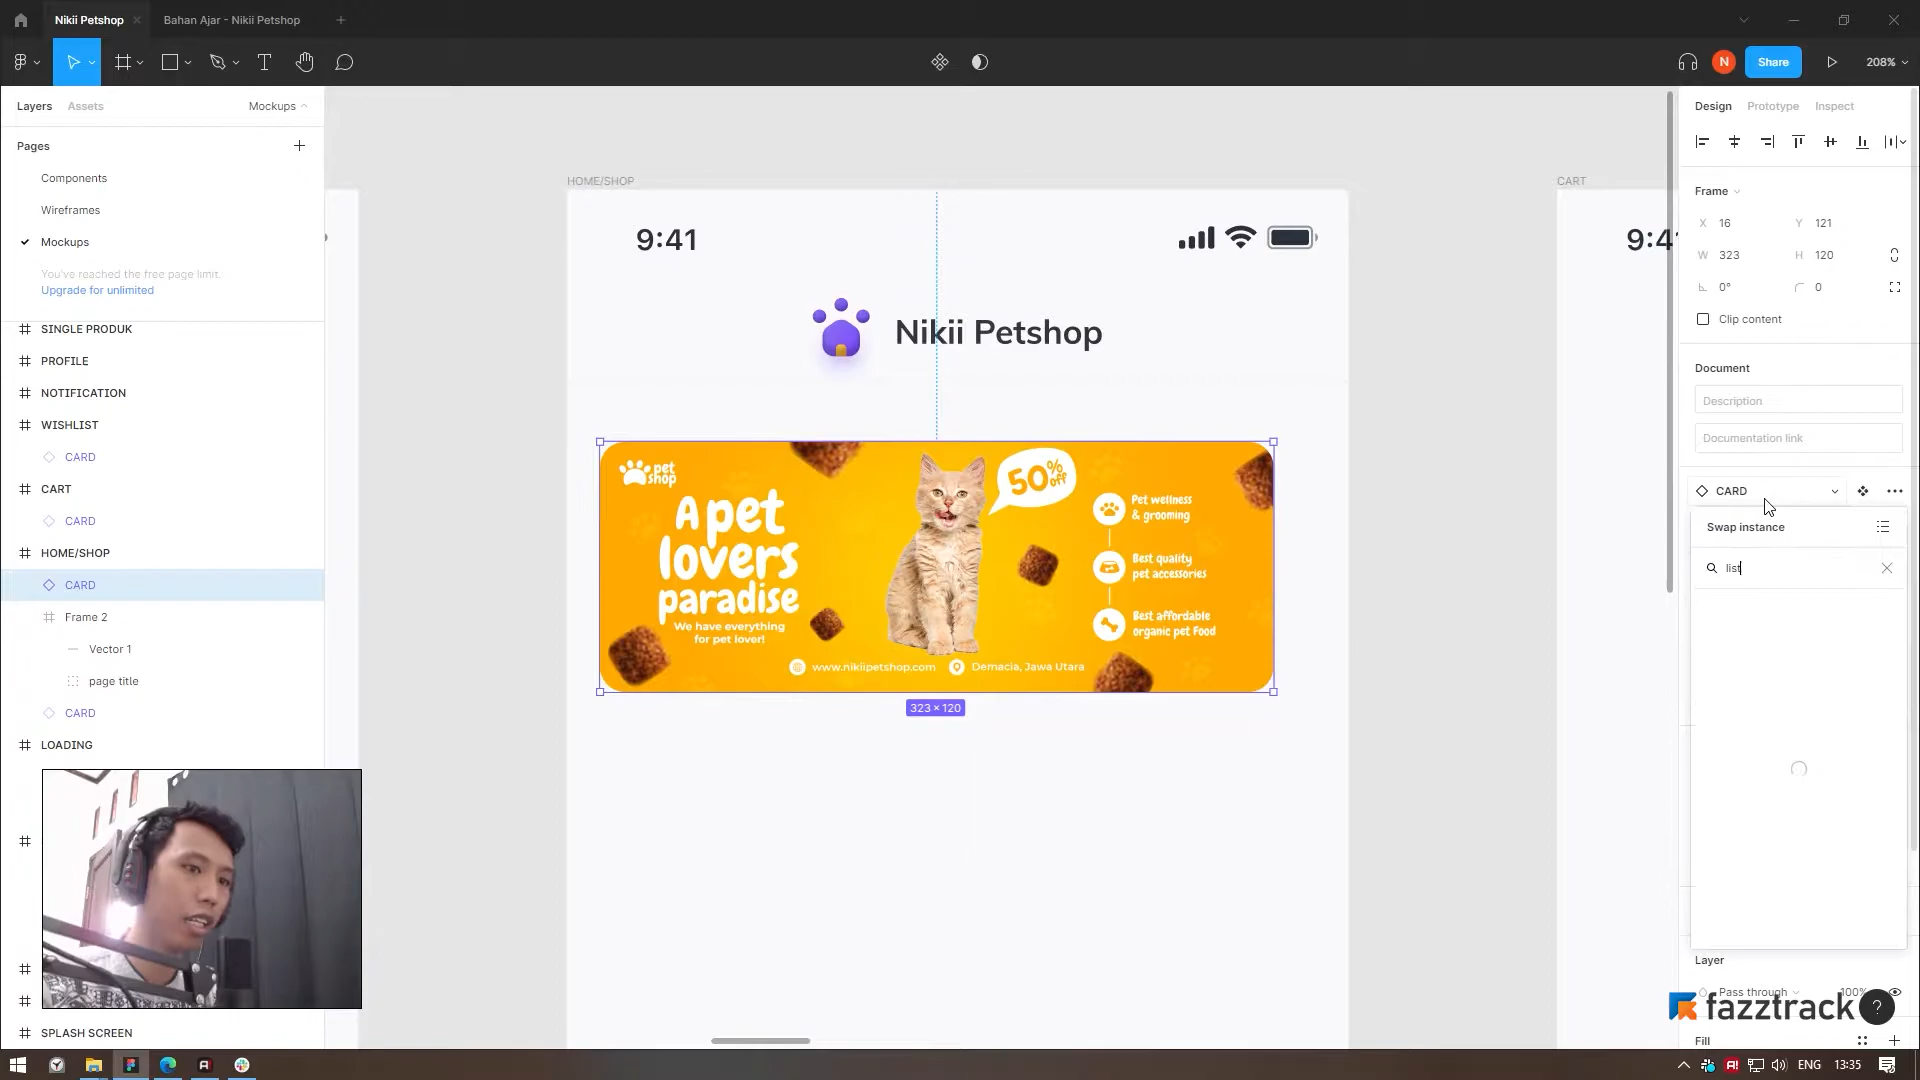 Nikii Petshop
Bahan Ajar - Nikii Petshop
N
Share
208%
Layers
Assets
Mockups
Pages
Components
Wireframes
Mockups
You've reached the free page limit.
Upgrade for unlimited
SINGLE PRODUK
PROFILE
NOTIFICATION
WISHLIST
CARD
CART
CARD
HOME/SHOP
CARD
Frame 2
Vector 1
page title
CARD
LOADING
SPLASH SCREEN
HOME/SHOP
9:41
Nikii Petshop
pet
shop
A pet
lovers
paradise
We have everything
for pet lover!
50%
off
Pet wellness
& grooming
Best quality
pet accessories
Best affordable
organic pet Food
www.nikiipetshop.com
Demacia, Jawa Utara
323 × 120
CART
9:4
Design
Prototype
Inspect
Frame
X 16
Y 121
W 323
H 120
0°
0
Clip content
Document
Description
Documentation link
CARD
Swap instance
list
Layer
Pass through
100%
fazztrack
?
Fill
ENG
13:35